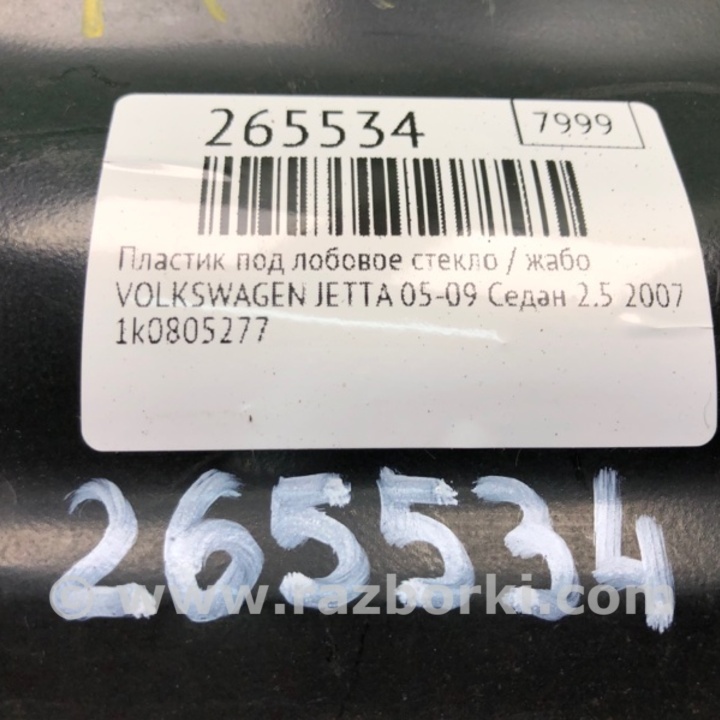 265534
7999
Пластик под лобовое стекло / жабо
VOLKSWAGEN JETTA 05-09 Седан 2.5 2007
1k0805277
265534
© www.razborki.com